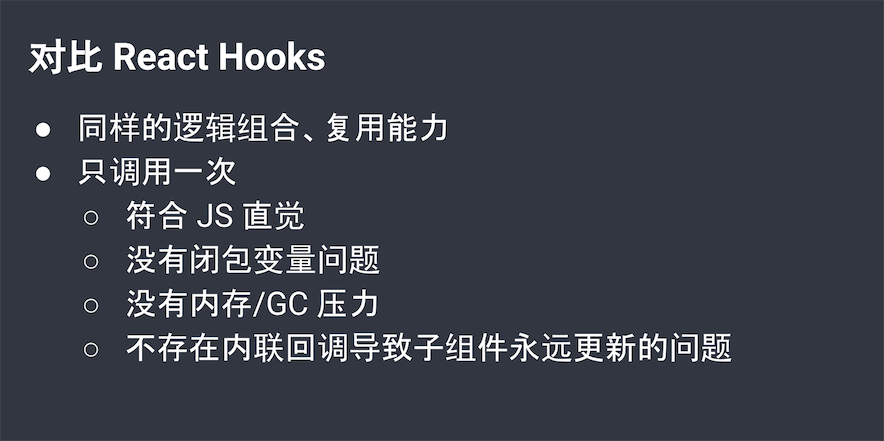 对比 React Hooks
● 同样的逻辑组合、复用能力
● 只调用一次
○ 符合 JS 直觉
○ 没有闭包变量问题
○ 没有内存/GC 压力
○ 不存在内联回调导致子组件永远更新的问题